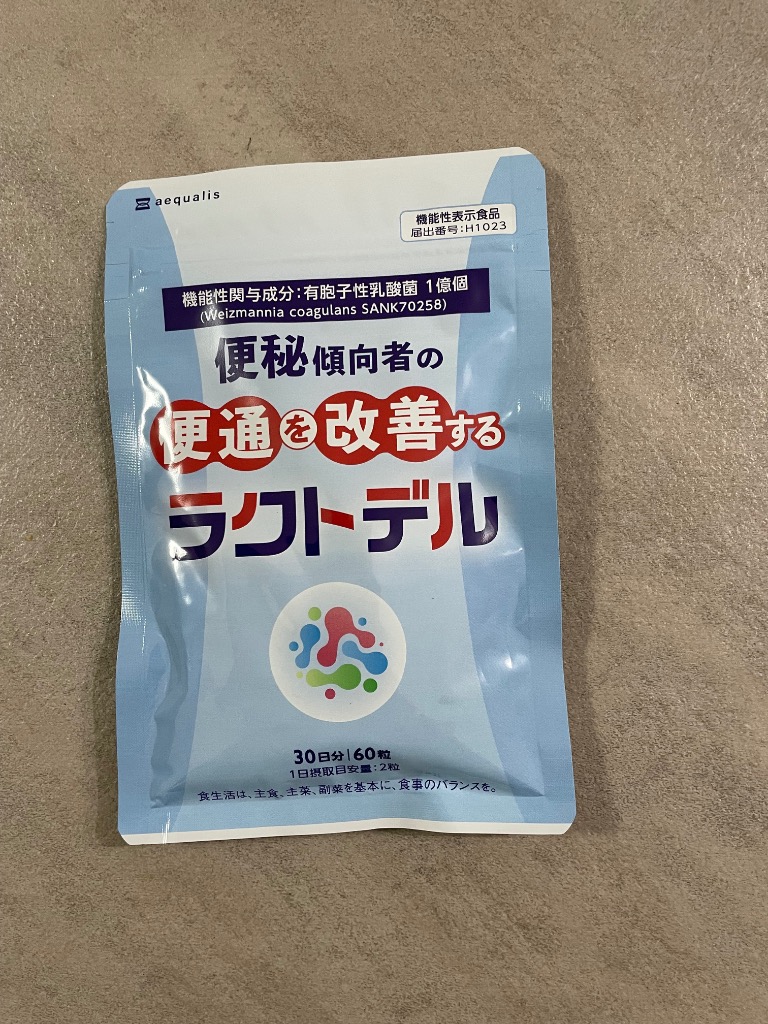 aequalis
機能性表示食品
届出番号:H1023
機能性関与成分:有胞子性乳酸菌 1億個
(Weizmannia coagulans SANK70258)
便秘傾向者の
便通を改善する
ラクトデル
30日分|60粒
1日摂取目安量:2粒
食生活は、主食、主菜、副菜を基本に、食事のバランスを。